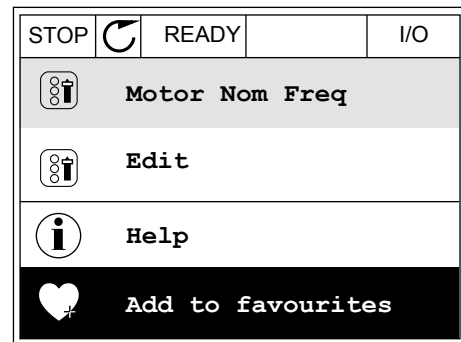 STOP READY I/O
Motor Nom Freq
Edit
Help
Add to favourites